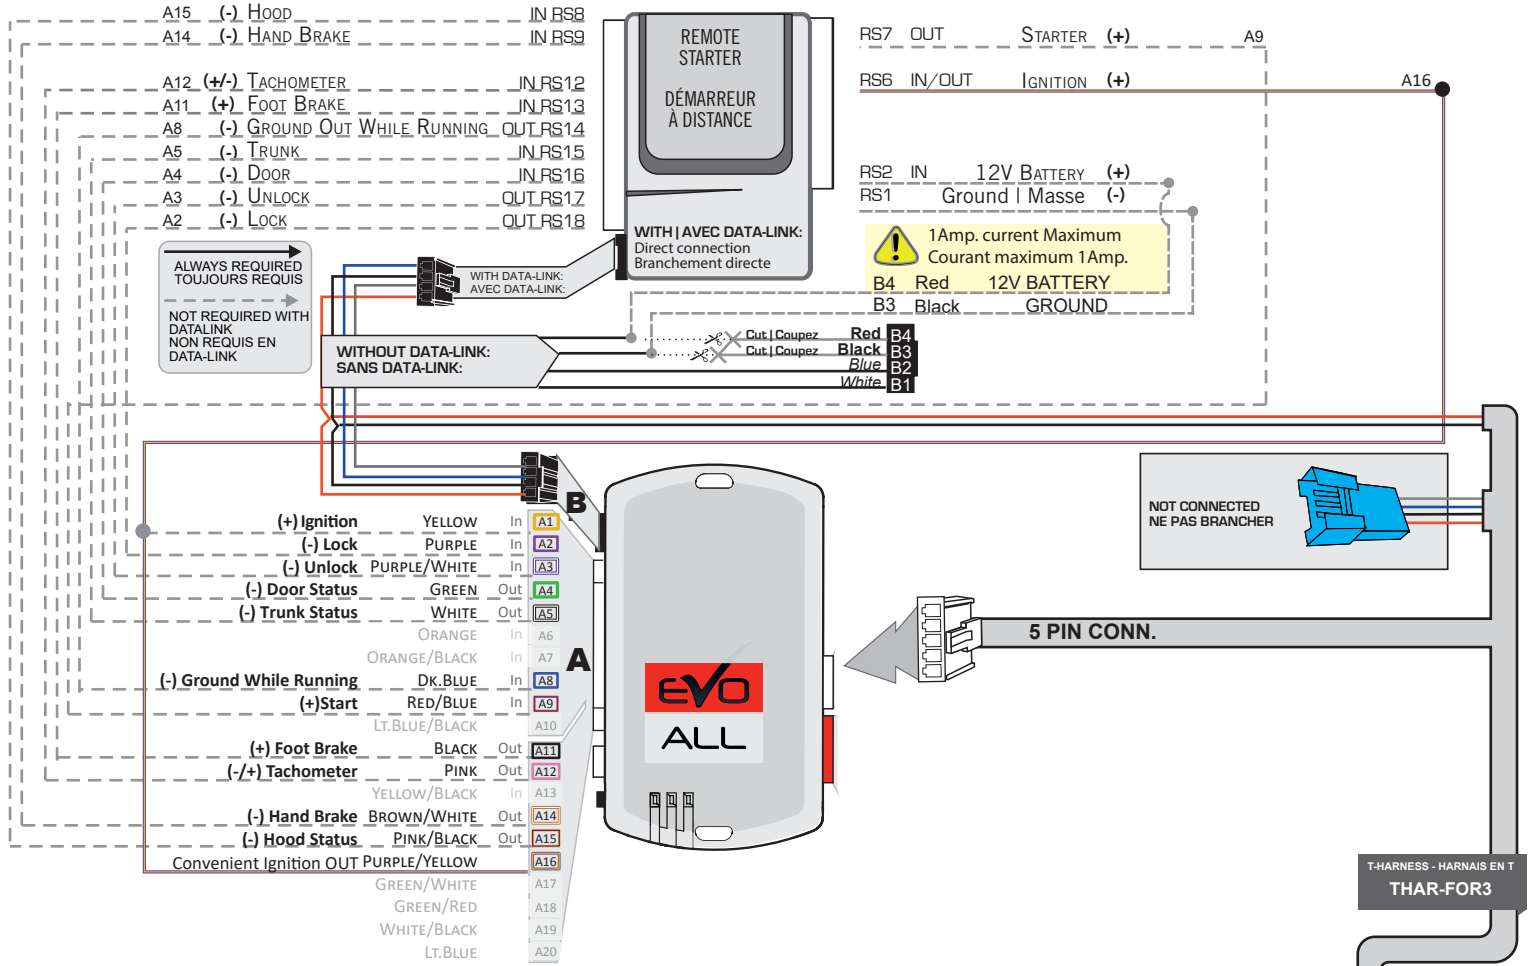 A15 (-) Hood IN RS8
A14 (-) Hand Brake IN RS9
A12 (+/-) Tachometer IN RS12
A11 (+) Foot Brake IN RS13
A8 (-) Ground Out While Running OUT RS14
A5 (-) Trunk IN RS15
A4 (-) Door IN RS16
A3 (-) Unlock OUT RS17
A2 (-) Lock OUT RS18
REMOTE
STARTER
DÉMARREUR
À DISTANCE
WITH | AVEC DATA-LINK:
Direct connection
Branchement directe
RS7 OUT Starter (+) A9
RS6 IN/OUT Ignition (+) A16
RS2 IN 12V Battery (+)
RS1 Ground | Masse (-)
1Amp. current Maximum
Courant maximum 1Amp.
B4 Red 12V BATTERY
B3 Black GROUND
ALWAYS REQUIRED
TOUJOURS REQUIS
NOT REQUIRED WITH
DATALINK
NON REQUIS EN
DATA-LINK
WITH DATA-LINK:
AVEC DATA-LINK:
WITHOUT DATA-LINK:
SANS DATA-LINK:
Cut | Coupez Red B4
Cut | Coupez Black B3
Blue B2
White B1
NOT CONNECTED
NE PAS BRANCHER
B
A
(+) Ignition Yellow In A1
(-) Lock Purple In A2
(-) Unlock Purple/White In A3
(-) Door Status Green Out A4
(-) Trunk Status White Out A5
Orange In A6
Orange/Black In A7
(-) Ground While Running Dk.Blue In A8
(+)Start Red/Blue In A9
Lt.Blue/Black A10
(+) Foot Brake Black Out A11
(-/+) Tachometer Pink Out A12
Yellow/Black In A13
(-) Hand Brake Brown/White Out A14
(-) Hood Status Pink/Black Out A15
Convenient Ignition OUT Purple/Yellow A16
Green/White A17
Green/Red A18
White/Black A19
Lt.Blue A20
EVO
ALL
5 PIN CONN.
T-HARNESS - HARNAIS EN T
THAR-FOR3